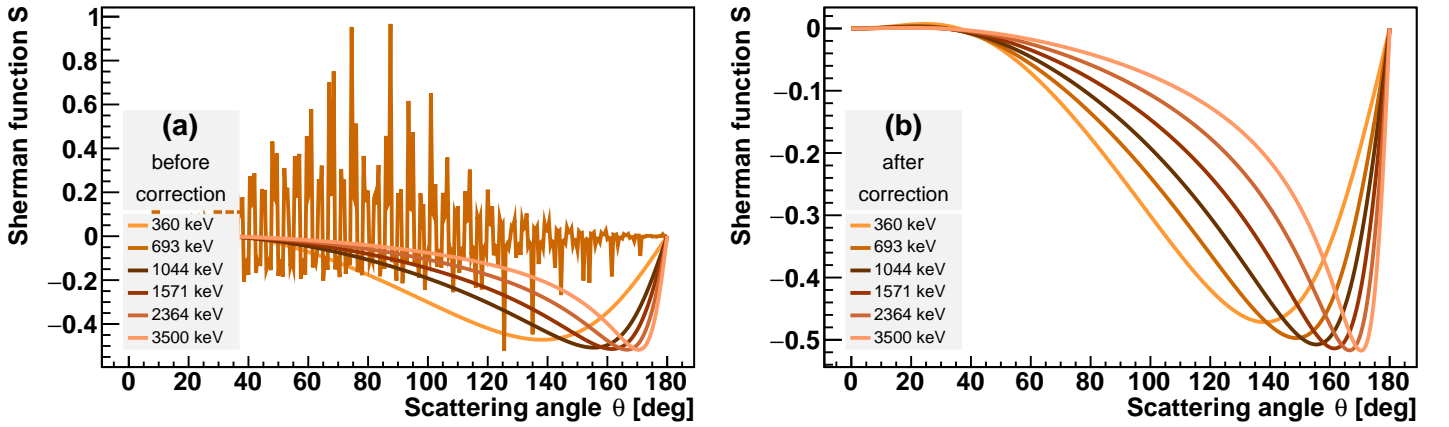 Sherman function S
1
0.8
0.6
0.4
0.2
0
−0.2
−0.4
(a)
before
correction
360 keV
693 keV
1044 keV
1571 keV
2364 keV
3500 keV
0 20 40 60 80 100 120 140 160 180
Scattering angle θ [deg]
Sherman function S
0
−0.1
−0.2
−0.3
−0.4
−0.5
(b)
after
correction
360 keV
693 keV
1044 keV
1571 keV
2364 keV
3500 keV
0 20 40 60 80 100 120 140 160 180
Scattering angle θ [deg]